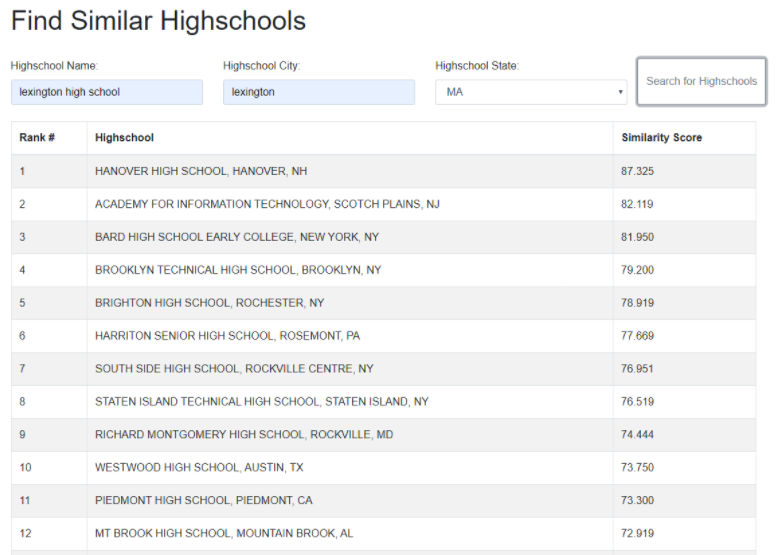 Find Similar Highschools
Highschool Name: Highschool City: Highschool State:
lexington high school lexington MA Search for Highschools
Rank # Highschool Similarity Score
1 HANOVER HIGH SCHOOL, HANOVER, NH 87.325
2 ACADEMY FOR INFORMATION TECHNOLOGY, SCOTCH PLAINS, NJ 82.119
3 BARD HIGH SCHOOL EARLY COLLEGE, NEW YORK, NY 81.950
4 BROOKLYN TECHNICAL HIGH SCHOOL, BROOKLYN, NY 79.200
5 BRIGHTON HIGH SCHOOL, ROCHESTER, NY 78.919
6 HARRITON SENIOR HIGH SCHOOL, ROSEMONT, PA 77.669
7 SOUTH SIDE HIGH SCHOOL, ROCKVILLE CENTRE, NY 76.951
8 STATEN ISLAND TECHNICAL HIGH SCHOOL, STATEN ISLAND, NY 76.519
9 RICHARD MONTGOMERY HIGH SCHOOL, ROCKVILLE, MD 74.444
10 WESTWOOD HIGH SCHOOL, AUSTIN, TX 73.750
11 PIEDMONT HIGH SCHOOL, PIEDMONT, CA 73.300
12 MT BROOK HIGH SCHOOL, MOUNTAIN BROOK, AL 72.919